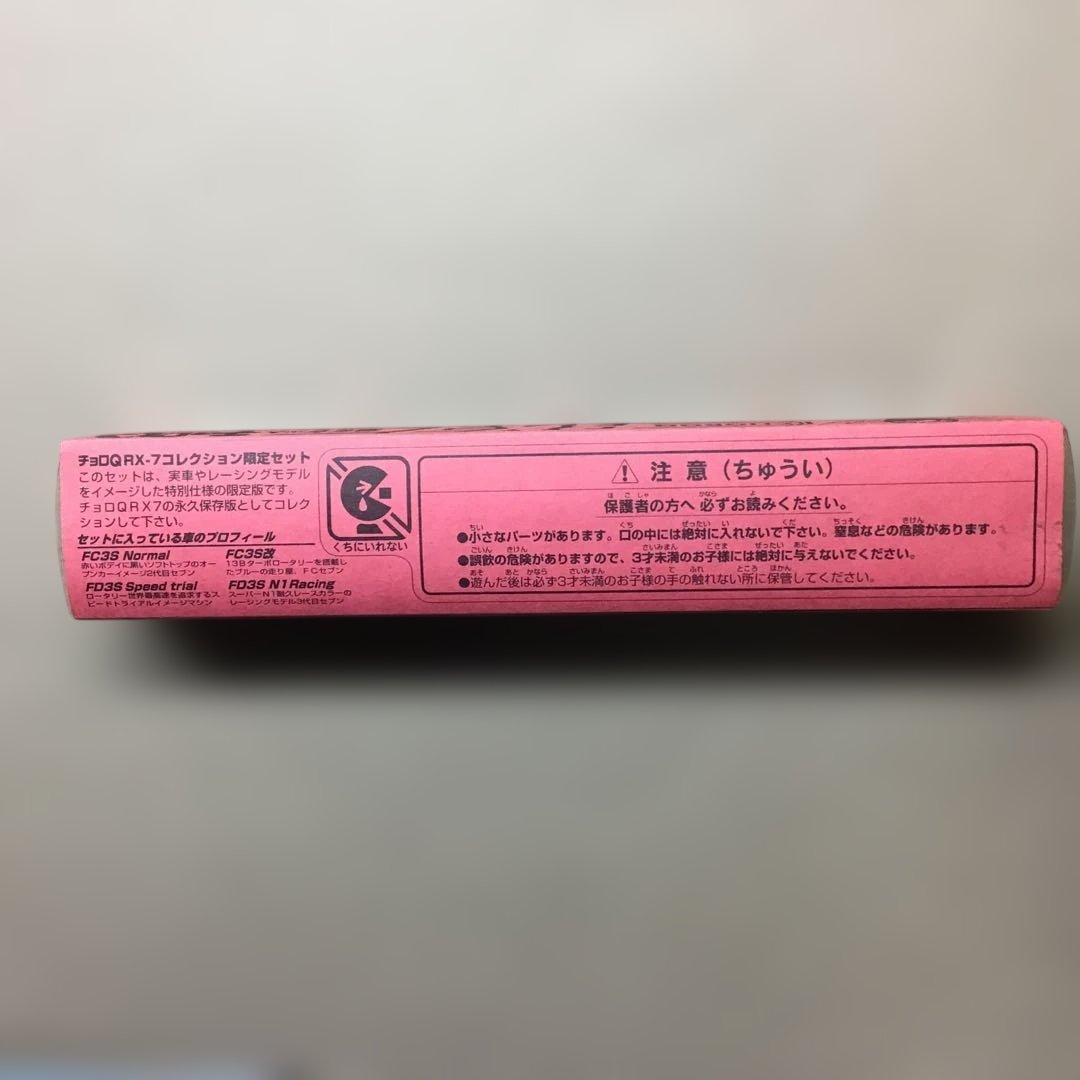 チョロQ RX-7コレクション限定セット
このセットは、実車やレーシングモデル
をイメージした特別仕様の限定版です。
チョロQRX7の永久保存版としてコレク
ションして下さい。
セットに入っている車のプロフィール
FC3S Normal
赤いボディに黒いソフトトップのオー
プンカーイメージ2代目セブン
FC3S改
13Bターボロータリーを搭載し
たブルーの走り屋、FCセブン
FD3S Speed trial
ロータリー世界最高速を追求するス
ピードトライアルイメージマシン
FD3S N1 Racing
スーパーN1耐久レースカラーの
レーシングモデル3代目セブン
くちにいれない
注意（ちゅうい）
保護者の方へ 必ずお読みください。
●小さなパーツがあります。口の中には絶対に入れないで下さい。窒息などの危険があります。
●誤飲の危険がありますので、3才未満のお子様には絶対に与えないでください。
●遊んだ後は必ず3才未満のお子様の手の触れない所に保管してください。